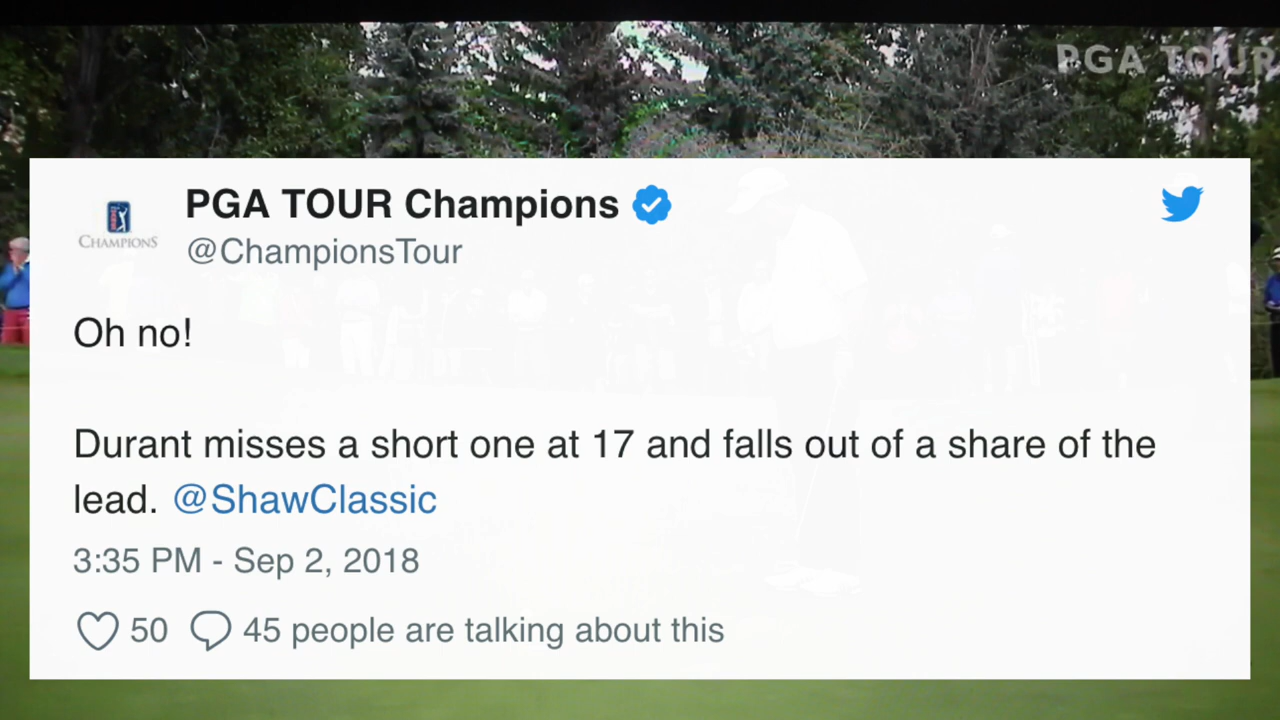 PGA TOUR
PGA TOUR Champions
CHAMPIONS
@ChampionsTour
Oh no!
Durant misses a short one at 17 and falls out of a share of the
lead. @ShawClassic
3:35 PM - Sep 2, 2018
50 45 people are talking about this